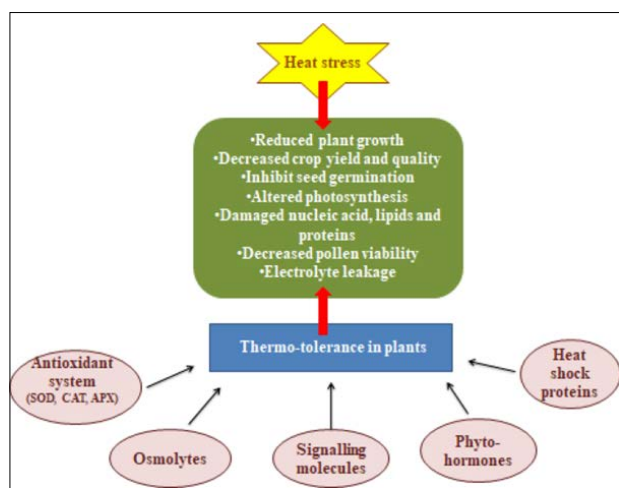 Heat stress
•Reduced plant growth
•Decreased crop yield and quality
•Inhibit seed germination
•Altered photosynthesis
•Damaged nucleic acid, lipids and
proteins
•Decreased pollen viability
•Electrolyte leakage
Thermo-tolerance in plants
Antioxidant
system
(SOD, CAT, APX)
Osmolytes
Signalling
molecules
Phyto-
hormones
Heat
shock
proteins